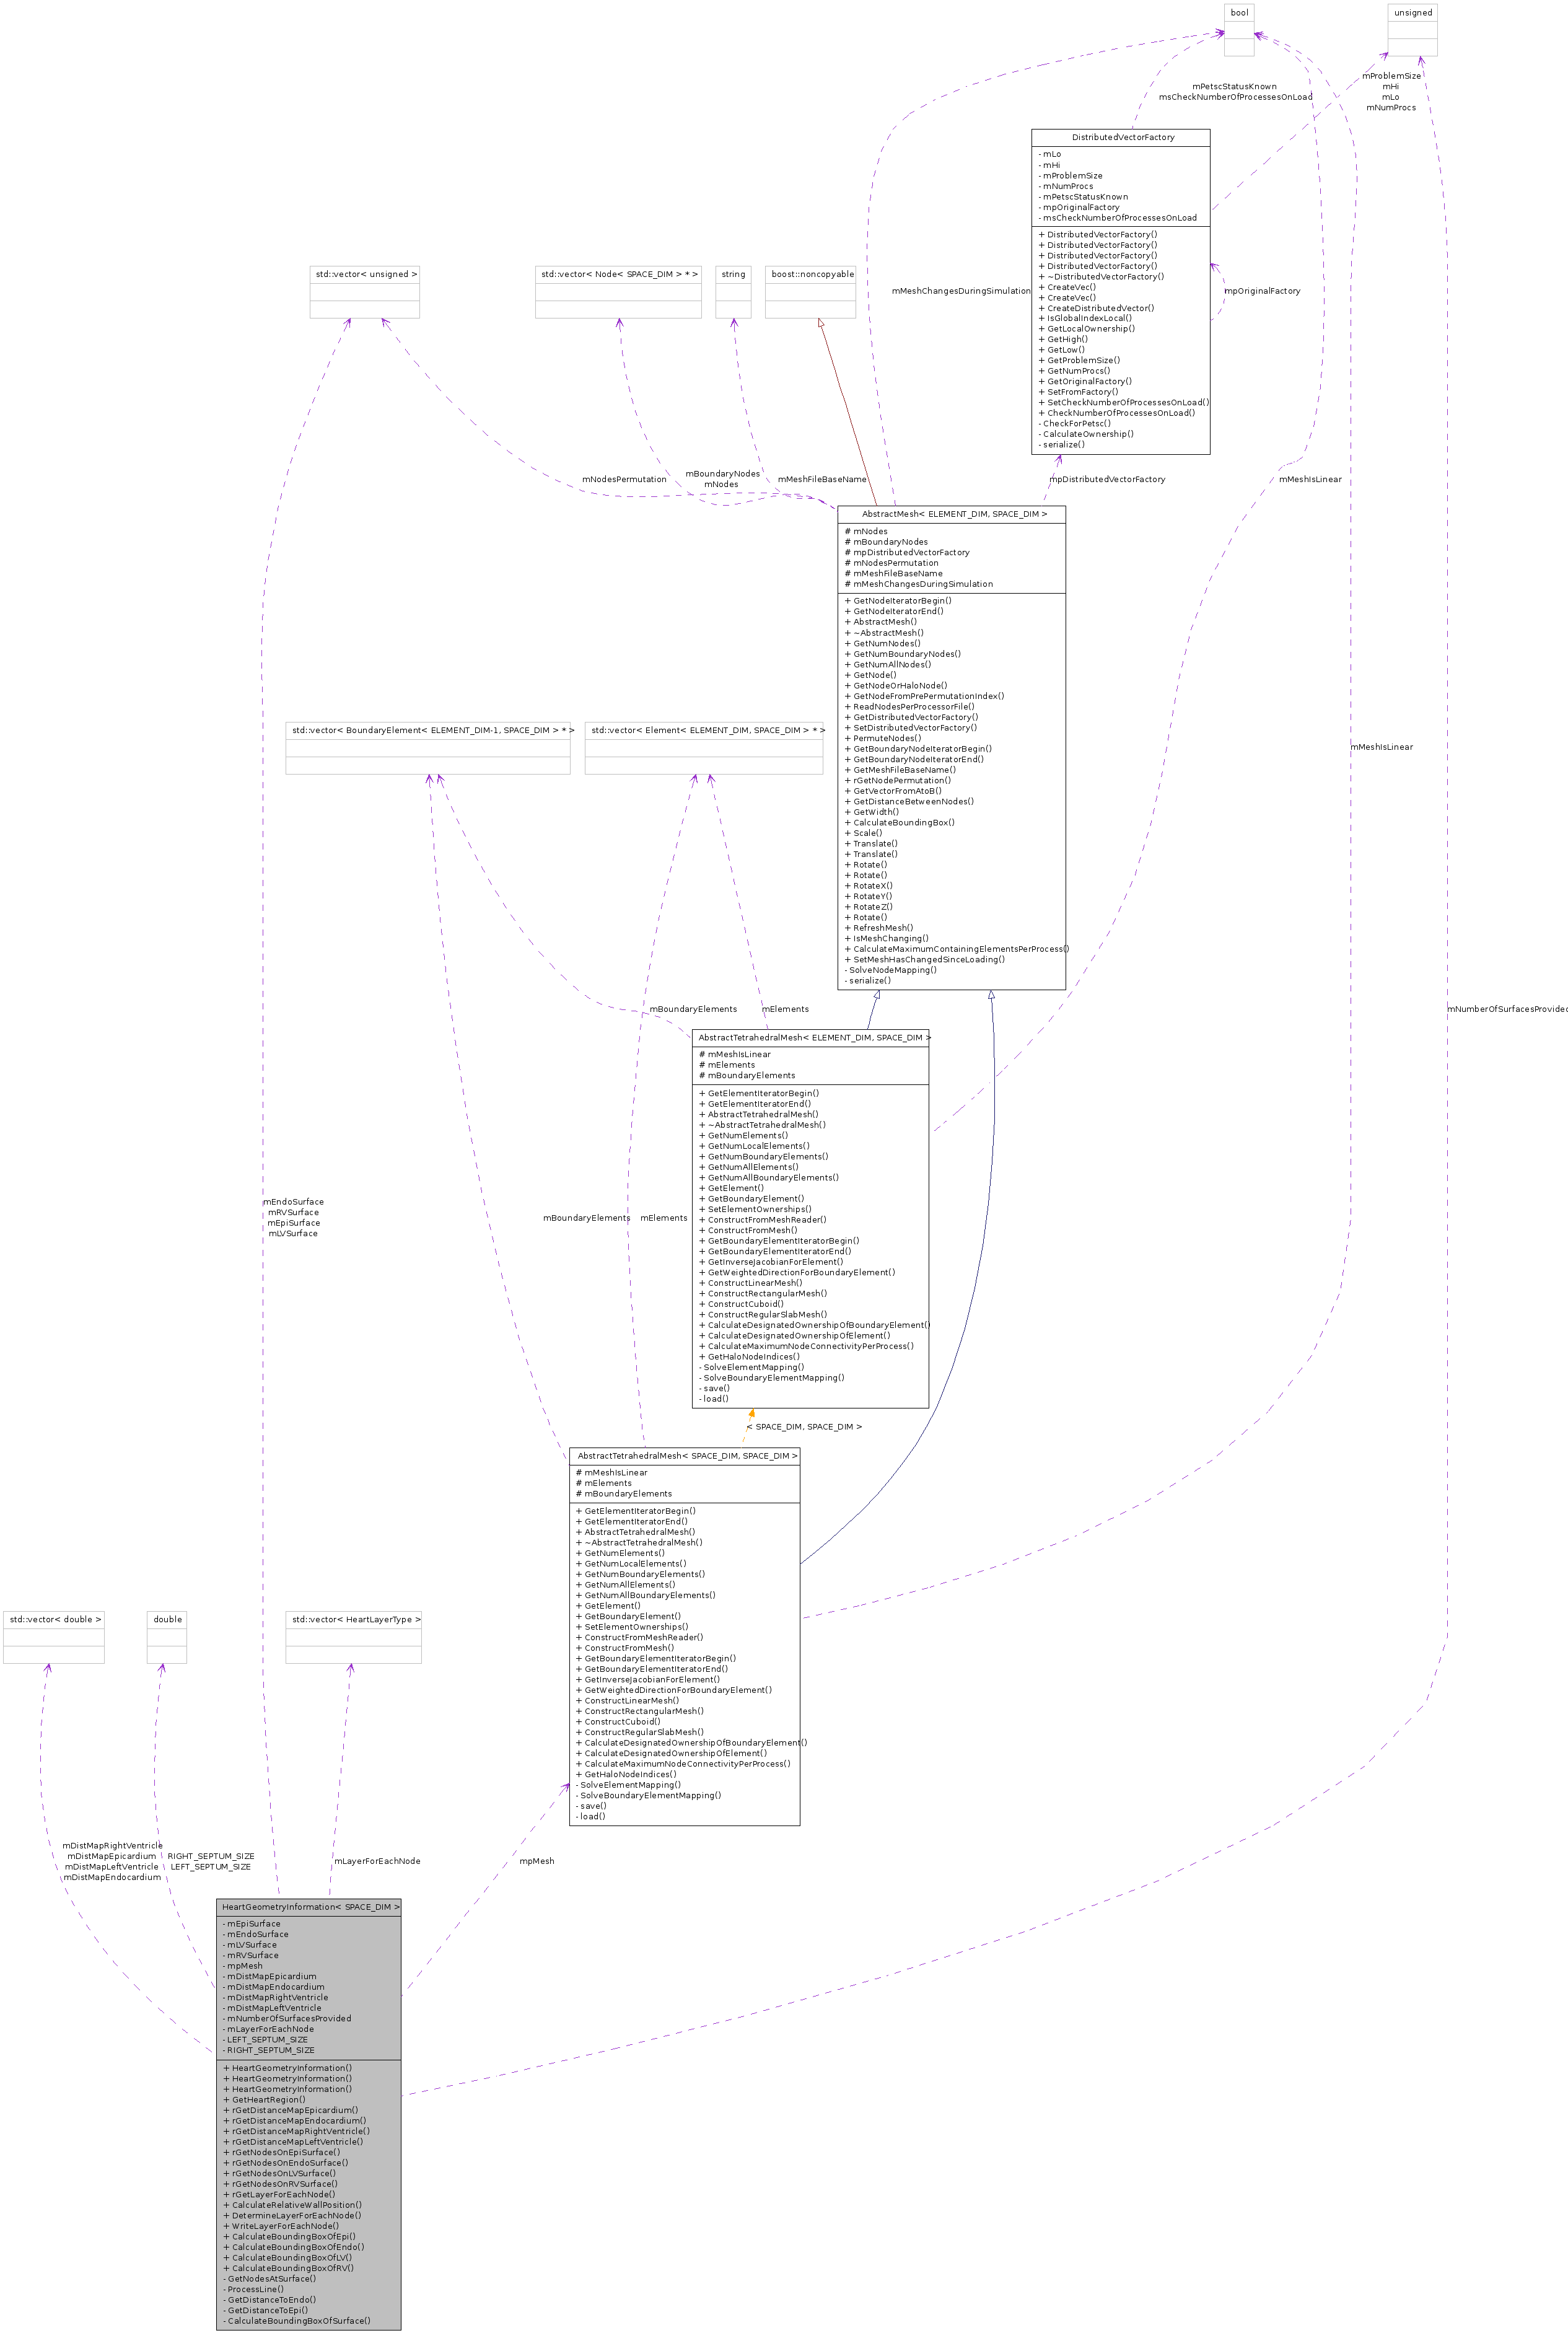 bool
unsigned
mProblemSize
mHi
mLo
mNumProcs
mPetscStatusKnown
msCheckNumberOfProcessesOnLoad
DistributedVectorFactory
- mLo
- mHi
- mProblemSize
- mNumProcs
- mPetscStatusKnown
- mpOriginalFactory
- msCheckNumberOfProcessesOnLoad
+ DistributedVectorFactory()
+ DistributedVectorFactory()
+ DistributedVectorFactory()
+ DistributedVectorFactory()
+ ~DistributedVectorFactory()
+ CreateVec()
+ CreateVec()
+ CreateDistributedVector()
+ IsGlobalIndexLocal()
+ GetLocalOwnership()
+ GetHigh()
+ GetLow()
+ GetProblemSize()
+ GetNumProcs()
+ GetOriginalFactory()
+ SetFromFactory()
+ SetCheckNumberOfProcessesOnLoad()
+ CheckNumberOfProcessesOnLoad()
- CheckForPetsc()
- CalculateOwnership()
- serialize()
std::vector< unsigned >
std::vector< Node< SPACE_DIM > * >
string
boost::noncopyable
mMeshChangesDuringSimulation
mpOriginalFactory
mNodesPermutation
mBoundaryNodes
mNodes
mMeshFileBaseName
mpDistributedVectorFactory
mMeshIsLinear
AbstractMesh< ELEMENT_DIM, SPACE_DIM >
# mNodes
# mBoundaryNodes
# mpDistributedVectorFactory
# mNodesPermutation
# mMeshFileBaseName
# mMeshChangesDuringSimulation
+ GetNodeIteratorBegin()
+ GetNodeIteratorEnd()
+ AbstractMesh()
+ ~AbstractMesh()
+ GetNumNodes()
+ GetNumBoundaryNodes()
+ GetNumAllNodes()
+ GetNode()
+ GetNodeOrHaloNode()
+ GetNodeFromPrePermutationIndex()
+ ReadNodesPerProcessorFile()
+ GetDistributedVectorFactory()
+ SetDistributedVectorFactory()
+ PermuteNodes()
+ GetBoundaryNodeIteratorBegin()
+ GetBoundaryNodeIteratorEnd()
+ GetMeshFileBaseName()
+ rGetNodePermutation()
+ GetVectorFromAtoB()
+ GetDistanceBetweenNodes()
+ GetWidth()
+ CalculateBoundingBox()
+ Scale()
+ Translate()
+ Translate()
+ Rotate()
+ Rotate()
+ RotateX()
+ RotateY()
+ RotateZ()
+ Rotate()
+ RefreshMesh()
+ IsMeshChanging()
+ CalculateMaximumContainingElementsPerProcess()
+ SetMeshHasChangedSinceLoading()
- SolveNodeMapping()
- serialize()
std::vector< BoundaryElement< ELEMENT_DIM-1, SPACE_DIM > * >
std::vector< Element< ELEMENT_DIM, SPACE_DIM > * >
mMeshIsLinear
mBoundaryElements
mElements
mNumberOfSurfacesProvided
AbstractTetrahedralMesh< ELEMENT_DIM, SPACE_DIM >
# mMeshIsLinear
# mElements
# mBoundaryElements
+ GetElementIteratorBegin()
+ GetElementIteratorEnd()
+ AbstractTetrahedralMesh()
+ ~AbstractTetrahedralMesh()
+ GetNumElements()
+ GetNumLocalElements()
+ GetNumBoundaryElements()
+ GetNumAllElements()
+ GetNumAllBoundaryElements()
+ GetElement()
+ GetBoundaryElement()
+ SetElementOwnerships()
+ ConstructFromMeshReader()
+ ConstructFromMesh()
+ GetBoundaryElementIteratorBegin()
+ GetBoundaryElementIteratorEnd()
+ GetInverseJacobianForElement()
+ GetWeightedDirectionForBoundaryElement()
+ ConstructLinearMesh()
+ ConstructRectangularMesh()
+ ConstructCuboid()
+ ConstructRegularSlabMesh()
+ CalculateDesignatedOwnershipOfBoundaryElement()
+ CalculateDesignatedOwnershipOfElement()
+ CalculateMaximumNodeConnectivityPerProcess()
+ GetHaloNodeIndices()
- SolveElementMapping()
- SolveBoundaryElementMapping()
- save()
- load()
mEndoSurface
mRVSurface
mEpiSurface
mLVSurface
mBoundaryElements
mElements
< SPACE_DIM, SPACE_DIM >
AbstractTetrahedralMesh< SPACE_DIM, SPACE_DIM >
# mMeshIsLinear
# mElements
# mBoundaryElements
+ GetElementIteratorBegin()
+ GetElementIteratorEnd()
+ AbstractTetrahedralMesh()
+ ~AbstractTetrahedralMesh()
+ GetNumElements()
+ GetNumLocalElements()
+ GetNumBoundaryElements()
+ GetNumAllElements()
+ GetNumAllBoundaryElements()
+ GetElement()
+ GetBoundaryElement()
+ SetElementOwnerships()
+ ConstructFromMeshReader()
+ ConstructFromMesh()
+ GetBoundaryElementIteratorBegin()
+ GetBoundaryElementIteratorEnd()
+ GetInverseJacobianForElement()
+ GetWeightedDirectionForBoundaryElement()
+ ConstructLinearMesh()
+ ConstructRectangularMesh()
+ ConstructCuboid()
+ ConstructRegularSlabMesh()
+ CalculateDesignatedOwnershipOfBoundaryElement()
+ CalculateDesignatedOwnershipOfElement()
+ CalculateMaximumNodeConnectivityPerProcess()
+ GetHaloNodeIndices()
- SolveElementMapping()
- SolveBoundaryElementMapping()
- save()
- load()
std::vector< double >
double
std::vector< HeartLayerType >
mDistMapRightVentricle
mDistMapEpicardium
mDistMapLeftVentricle
mDistMapEndocardium
RIGHT_SEPTUM_SIZE
LEFT_SEPTUM_SIZE
mLayerForEachNode
mpMesh
HeartGeometryInformation< SPACE_DIM >
- mEpiSurface
- mEndoSurface
- mLVSurface
- mRVSurface
- mpMesh
- mDistMapEpicardium
- mDistMapEndocardium
- mDistMapRightVentricle
- mDistMapLeftVentricle
- mNumberOfSurfacesProvided
- mLayerForEachNode
- LEFT_SEPTUM_SIZE
- RIGHT_SEPTUM_SIZE
+ HeartGeometryInformation()
+ HeartGeometryInformation()
+ HeartGeometryInformation()
+ GetHeartRegion()
+ rGetDistanceMapEpicardium()
+ rGetDistanceMapEndocardium()
+ rGetDistanceMapRightVentricle()
+ rGetDistanceMapLeftVentricle()
+ rGetNodesOnEpiSurface()
+ rGetNodesOnEndoSurface()
+ rGetNodesOnLVSurface()
+ rGetNodesOnRVSurface()
+ rGetLayerForEachNode()
+ CalculateRelativeWallPosition()
+ DetermineLayerForEachNode()
+ WriteLayerForEachNode()
+ CalculateBoundingBoxOfEpi()
+ CalculateBoundingBoxOfEndo()
+ CalculateBoundingBoxOfLV()
+ CalculateBoundingBoxOfRV()
- GetNodesAtSurface()
- ProcessLine()
- GetDistanceToEndo()
- GetDistanceToEpi()
- CalculateBoundingBoxOfSurface()